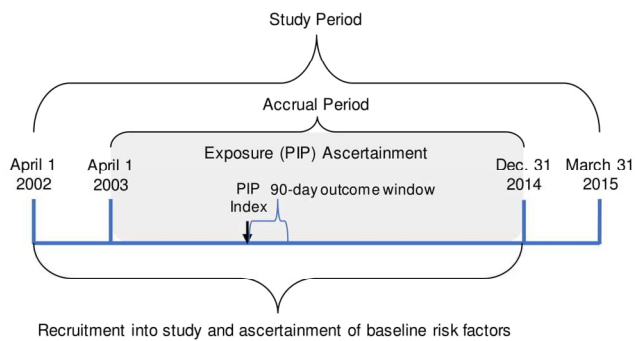 Study Period
Accrual Period
Exposure (PIP) Ascertainment
April 1
2002
April 1
2003
Dec. 31
2014
March 31
2015
PIP
Index
90-day outcome window
Recruitment into study and ascertainment of baseline risk factors